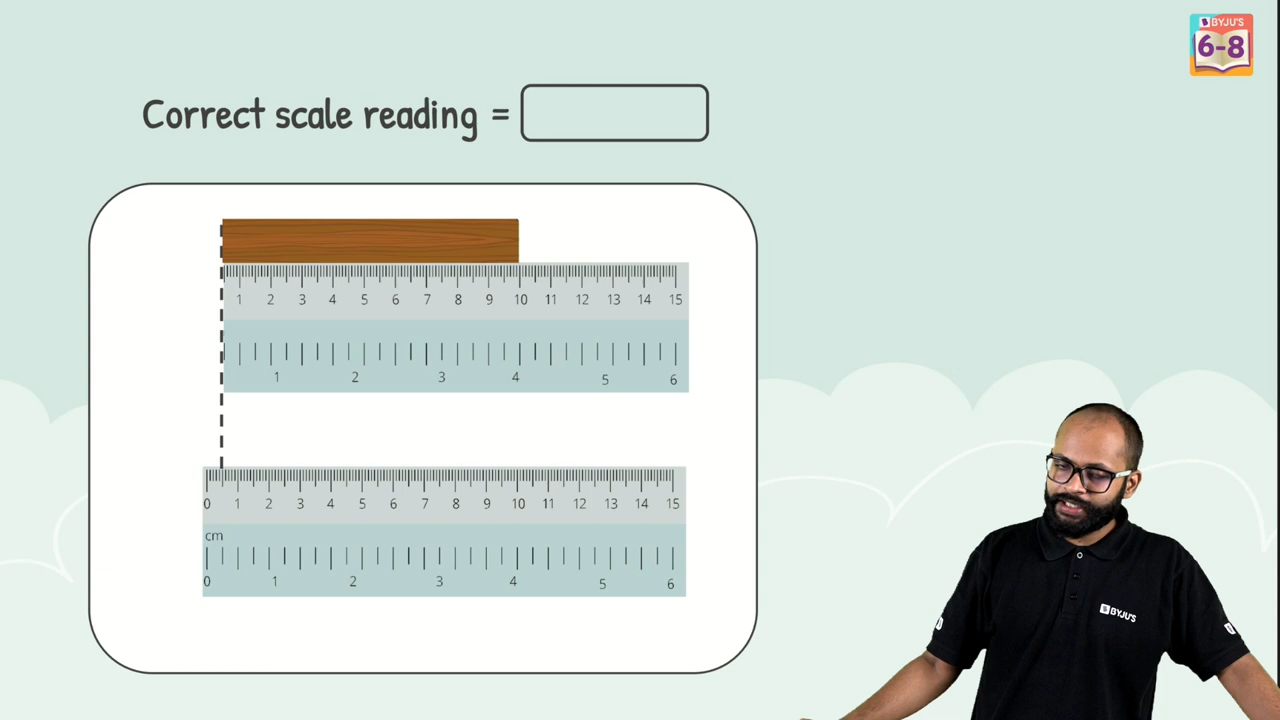 BYJU'S
6-8
Correct scale reading =
1 2 3 4 5 6 7 8 9 10 11 12 13 14 15
1 2 3 4 5 6
0 1 2 3 4 5 6 7 8 9 10 11 12 13 14 15
cm
0 1 2 3 4 5 6
BYJU'S